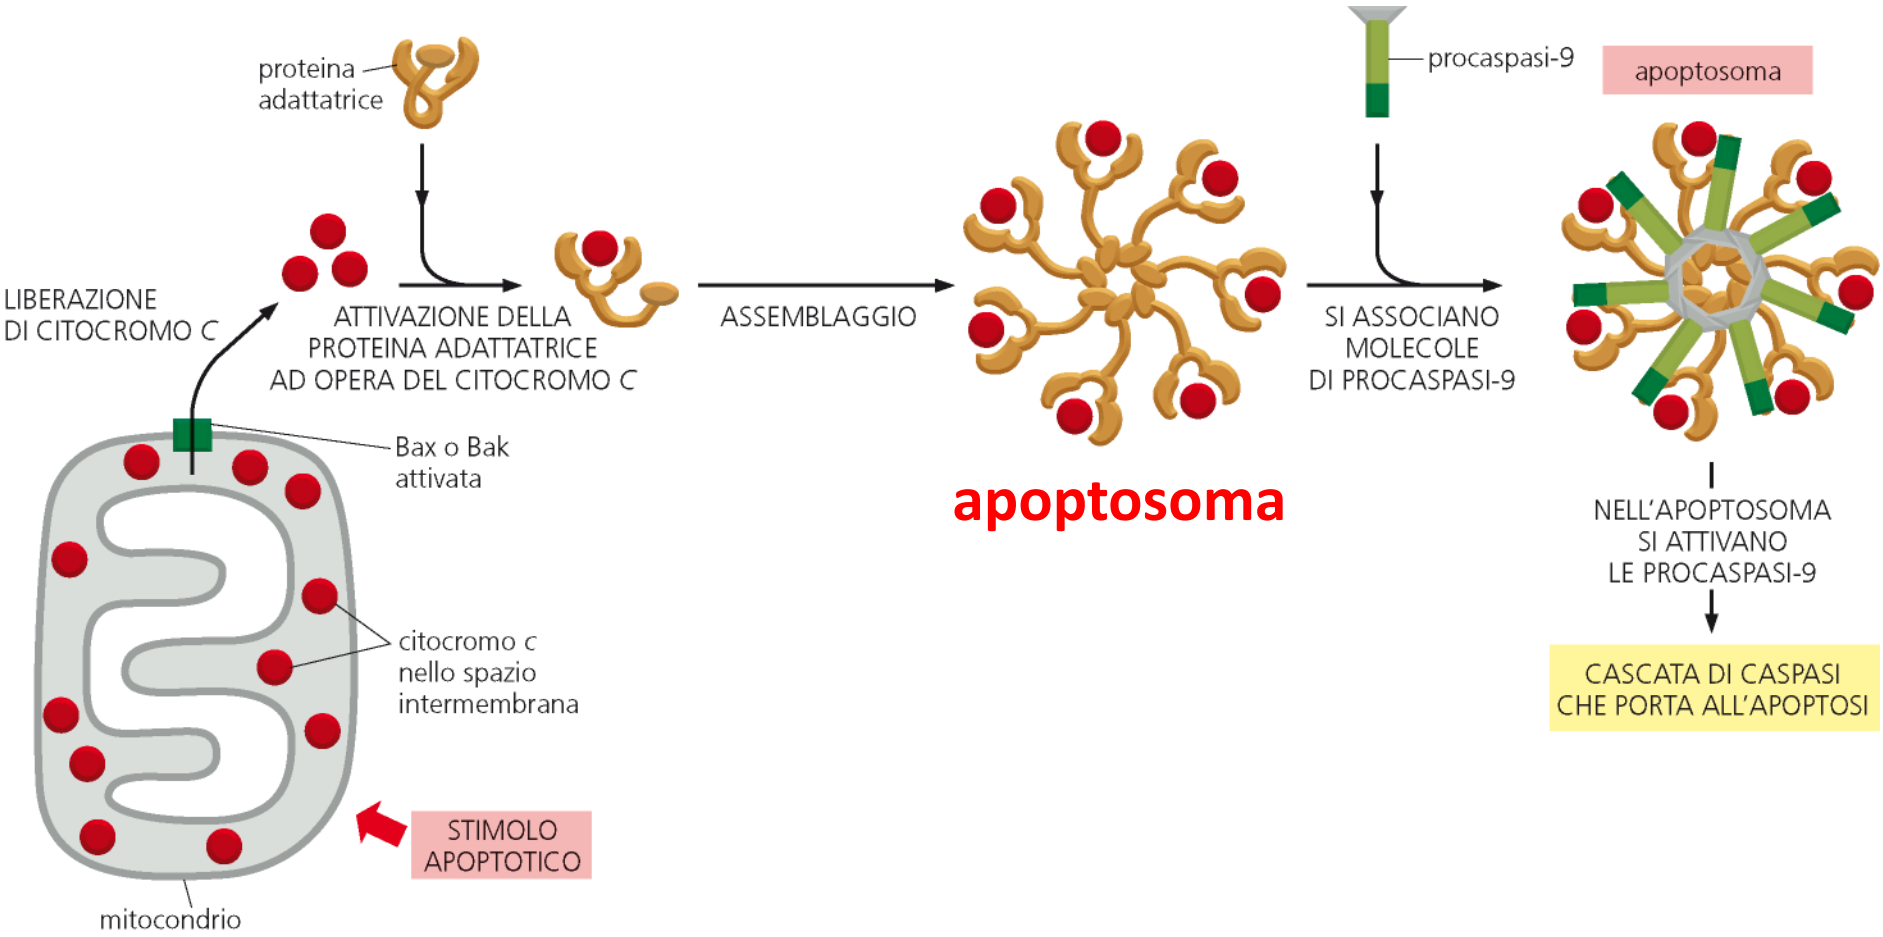 proteina
adattatrice
procaspasi-9
apoptosoma
LIBERAZIONE
DI CITOCROMO C
ATTIVAZIONE DELLA
PROTEINA ADATTATRICE
AD OPERA DEL CITOCROMO C
ASSEMBLAGGIO
SI ASSOCIANO
MOLECOLE
DI PROCASPASI-9
Bax o Bak
attivata
apoptosoma
NELL'APOPTOSOMA
SI ATTIVANO
LE PROCASPASI-9
citocromo c
nello spazio
intermembrana
CASCATA DI CASPASI
CHE PORTA ALL'APOPTOSI
STIMOLO
APOPTOTICO
mitocondrio